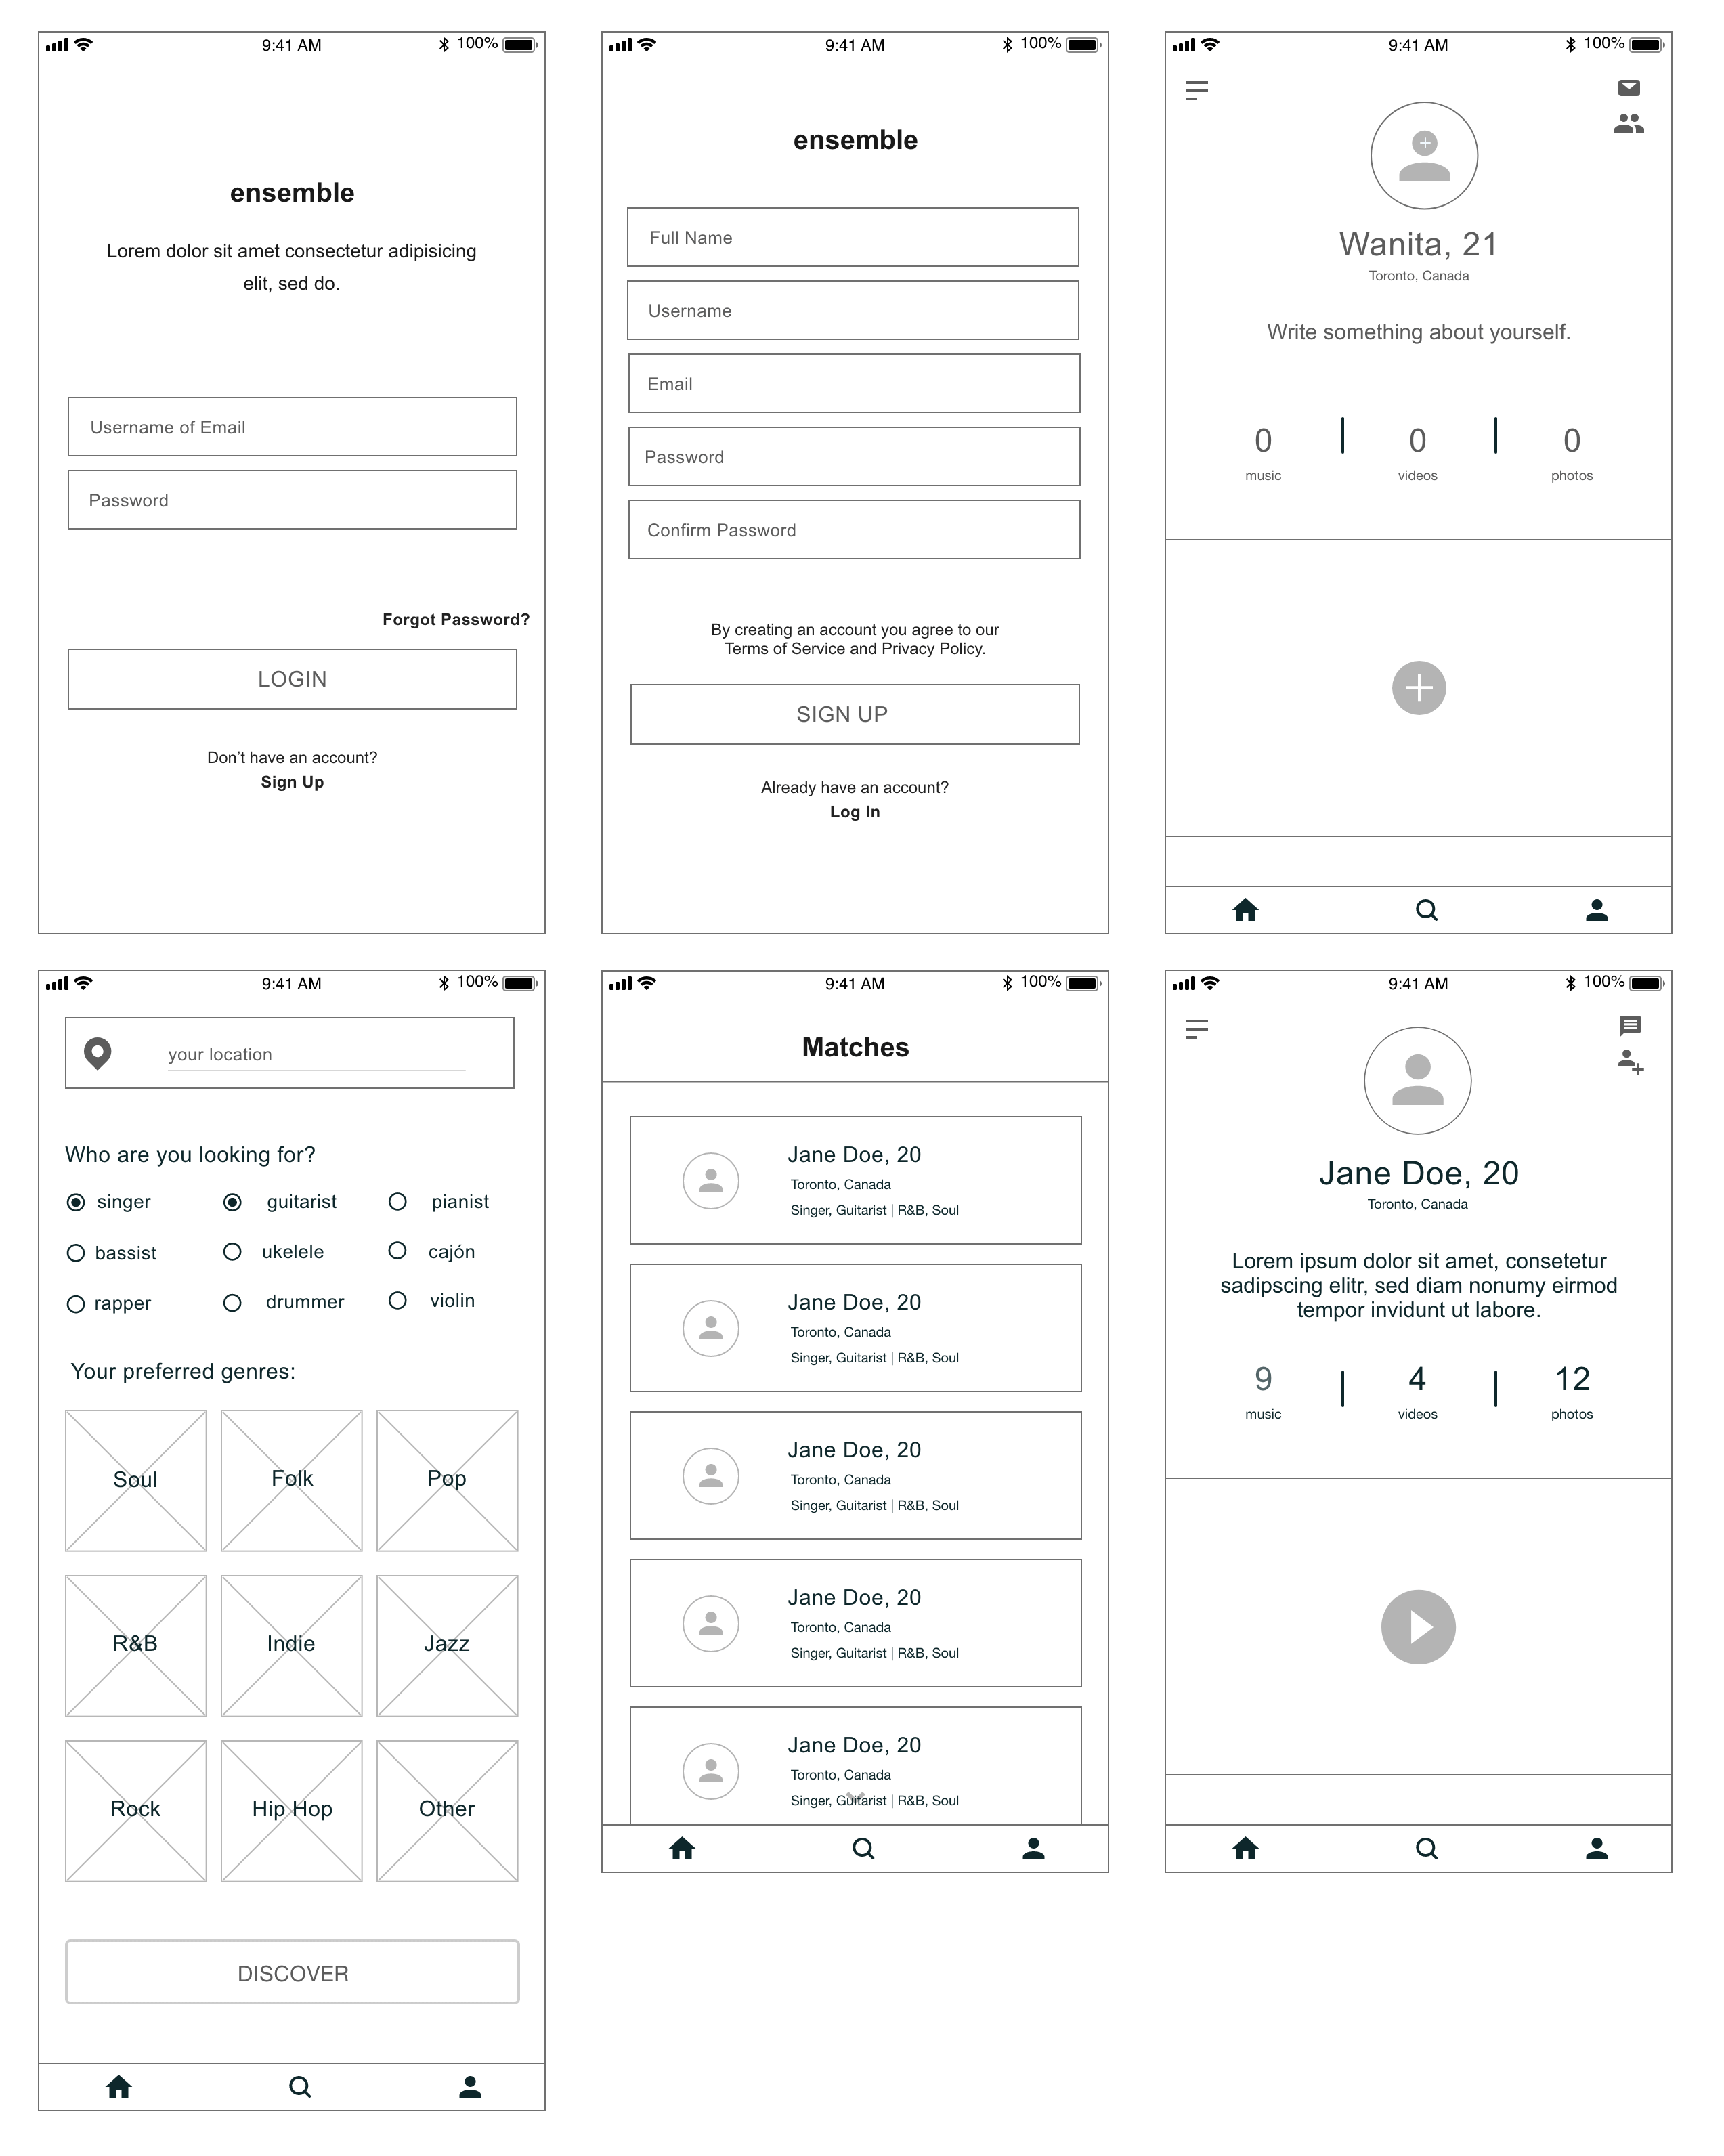 9:41 AM
100%
ensemble
Lorem dolor sit amet consectetur adipisicing
elit, sed do.
Username of Email
Password
Forgot Password?
LOGIN
Don't have an account?
Sign Up
9:41 AM
100%
ensemble
Full Name
Username
Email
Password
Confirm Password
By creating an account you agree to our
Terms of Service and Privacy Policy.
SIGN UP
Already have an account?
Log In
9:41 AM
100%
Wanita, 21
Toronto, Canada
Write something about yourself.
0 0 0
music videos photos
9:41 AM
100%
your location
Who are you looking for?
singer guitarist pianist
bassist ukelele cajón
rapper drummer violin
Your preferred genres:
Soul Folk Pop
R&B Indie Jazz
Rock Hip Hop Other
DISCOVER
9:41 AM
100%
Matches
Jane Doe, 20
Toronto, Canada
Singer, Guitarist | R&B, Soul
Jane Doe, 20
Toronto, Canada
Singer, Guitarist | R&B, Soul
Jane Doe, 20
Toronto, Canada
Singer, Guitarist | R&B, Soul
Jane Doe, 20
Toronto, Canada
Singer, Guitarist | R&B, Soul
Jane Doe, 20
Toronto, Canada
Singer, Guitarist | R&B, Soul
9:41 AM
100%
Jane Doe, 20
Toronto, Canada
Lorem ipsum dolor sit amet, consetetur
sadipscing elitr, sed diam nonumy eirmod
tempor invidunt ut labore.
9 4 12
music videos photos